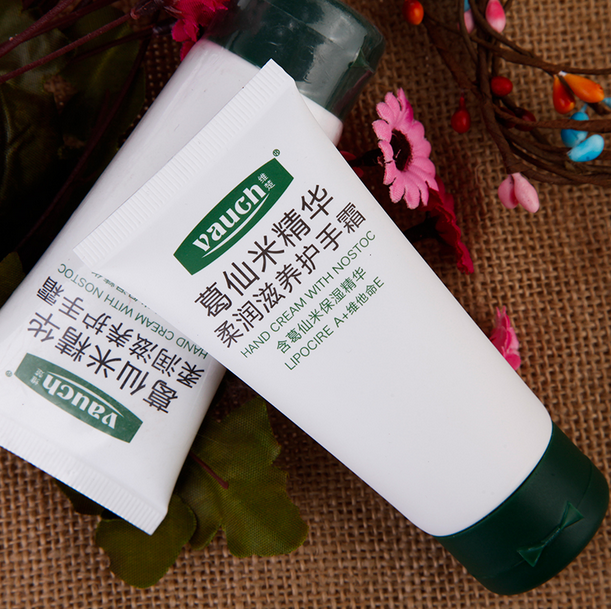 vauch 维楚 ®
葛仙米精华
柔润滋养护手霜
HAND CREAM WITH NOSTOC
含葛仙米保湿精华
LIPOCIRE A+维他命E
vauch 维楚
葛仙米精华
柔润滋养护手霜
HAND CREAM WITH NOSTOC